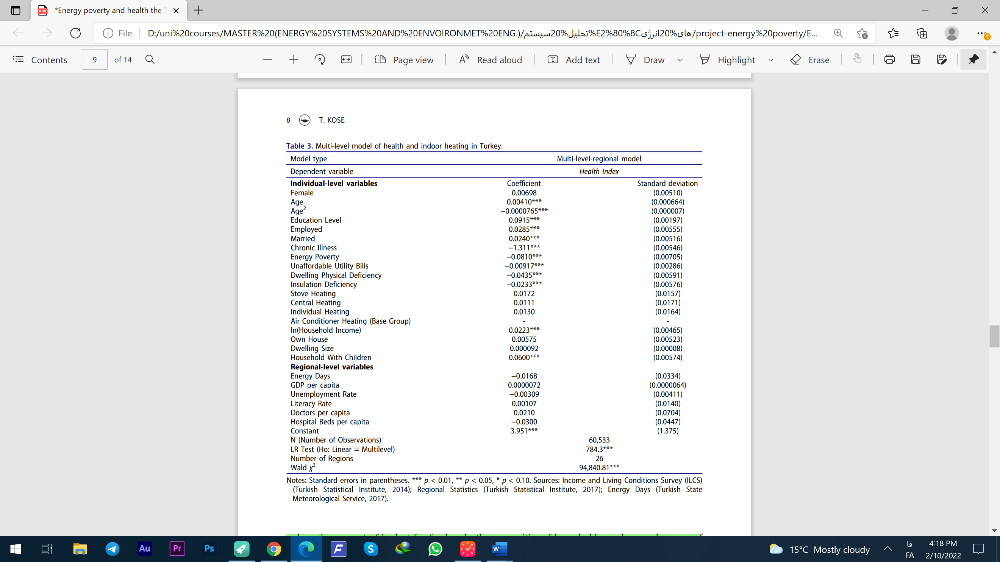 *Energy poverty and health the T
File
D:/uni%20courses/MASTER%20(ENERGY%20SYSTEMS%20AND%20ENVOIRONMET%20ENG.)/تحلیل%20سیستم%E2%80%8Cهای%20انرژی/project-energy%20poverty/E...
Contents
9
of 14
Page view
Read aloud
Add text
Draw
Highlight
Erase
8 T. KOSE
Table 3. Multi-level model of health and indoor heating in Turkey.
Model type Multi-level-regional model
Dependent variable Health Index
Individual-level variables Coefficient Standard deviation
Female 0.00698 (0.00510)
Age 0.00410*** (0.000664)
Age² −0.0000765*** (0.000007)
Education Level 0.0915*** (0.00197)
Employed 0.0285*** (0.00555)
Married 0.0240*** (0.00516)
Chronic Illness −1.311*** (0.00546)
Energy Poverty −0.0810*** (0.00705)
Unaffordable Utility Bills −0.00917*** (0.00286)
Dwelling Physical Deficiency −0.0435*** (0.00591)
Insulation Deficiency −0.0233*** (0.00576)
Stove Heating 0.0172 (0.0157)
Central Heating 0.0111 (0.0171)
Individual Heating 0.0130 (0.0164)
Air Conditioner Heating (Base Group) - -
ln(Household Income) 0.0223*** (0.00465)
Own House 0.00575 (0.00523)
Dwelling Size 0.000092 (0.00008)
Household With Children 0.0600*** (0.00574)
Regional-level variables
Energy Days −0.0168 (0.0334)
GDP per capita 0.0000072 (0.0000064)
Unemployment Rate −0.00309 (0.00411)
Literacy Rate 0.00107 (0.0140)
Doctors per capita 0.0210 (0.0704)
Hospital Beds per capita −0.0300 (0.0447)
Constant 3.951*** (1.375)
N (Number of Observations) 60,533
LR Test (Ho: Linear = Multilevel) 784.3***
Number of Regions 26
Wald χ² 94,840.81***
Notes: Standard errors in parentheses. *** p < 0.01, ** p < 0.05, * p < 0.10. Sources: Income and Living Conditions Survey (ILCS)
(Turkish Statistical Institute, 2014); Regional Statistics (Turkish Statistical Institute, 2017); Energy Days (Turkish State
Meteorological Service, 2017).
Au
Pr
Ps
15°C Mostly cloudy
فا
FA
4:18 PM
2/10/2022